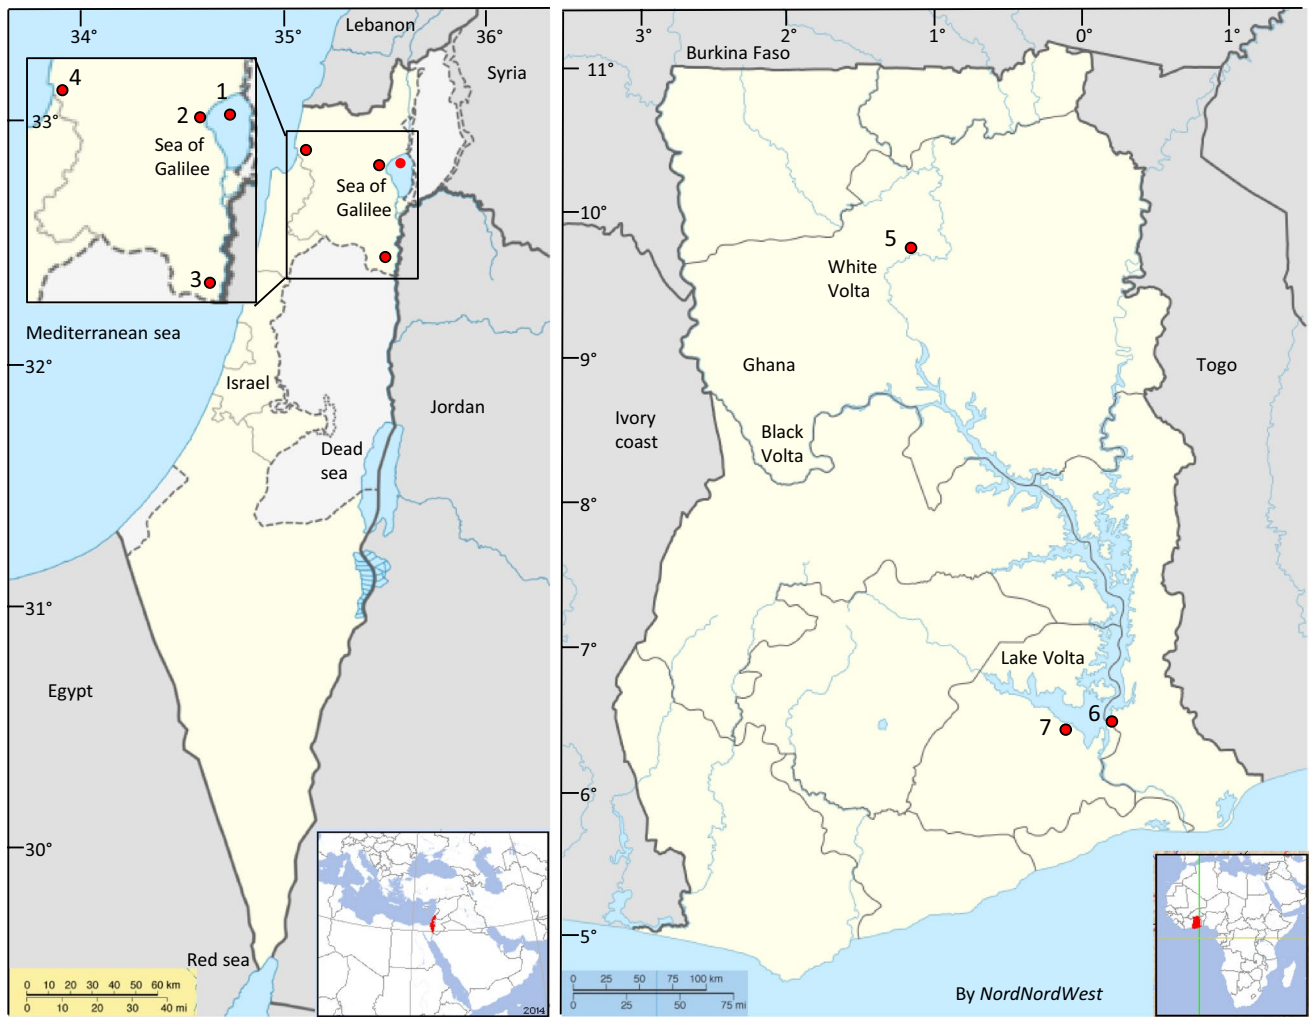 34°
35°
36°
Lebanon
Syria
4
1
2
33°
Sea of
Galilee
3
Sea of
Galilee
Mediterranean sea
32°
Israel
Jordan
Dead
sea
31°
Egypt
30°
Red sea
0 10 20 30 40 50 60 km
0 10 20 30 40 mi
2014
3°
2°
1°
0°
1°
Burkina Faso
11°
10°
5
White
Volta
9°
Ghana
Togo
Ivory
coast
Black
Volta
8°
7°
Lake Volta
6
7
6°
5°
0 25 50 75 100 km
0 25 50 75 mi
By NordNordWest